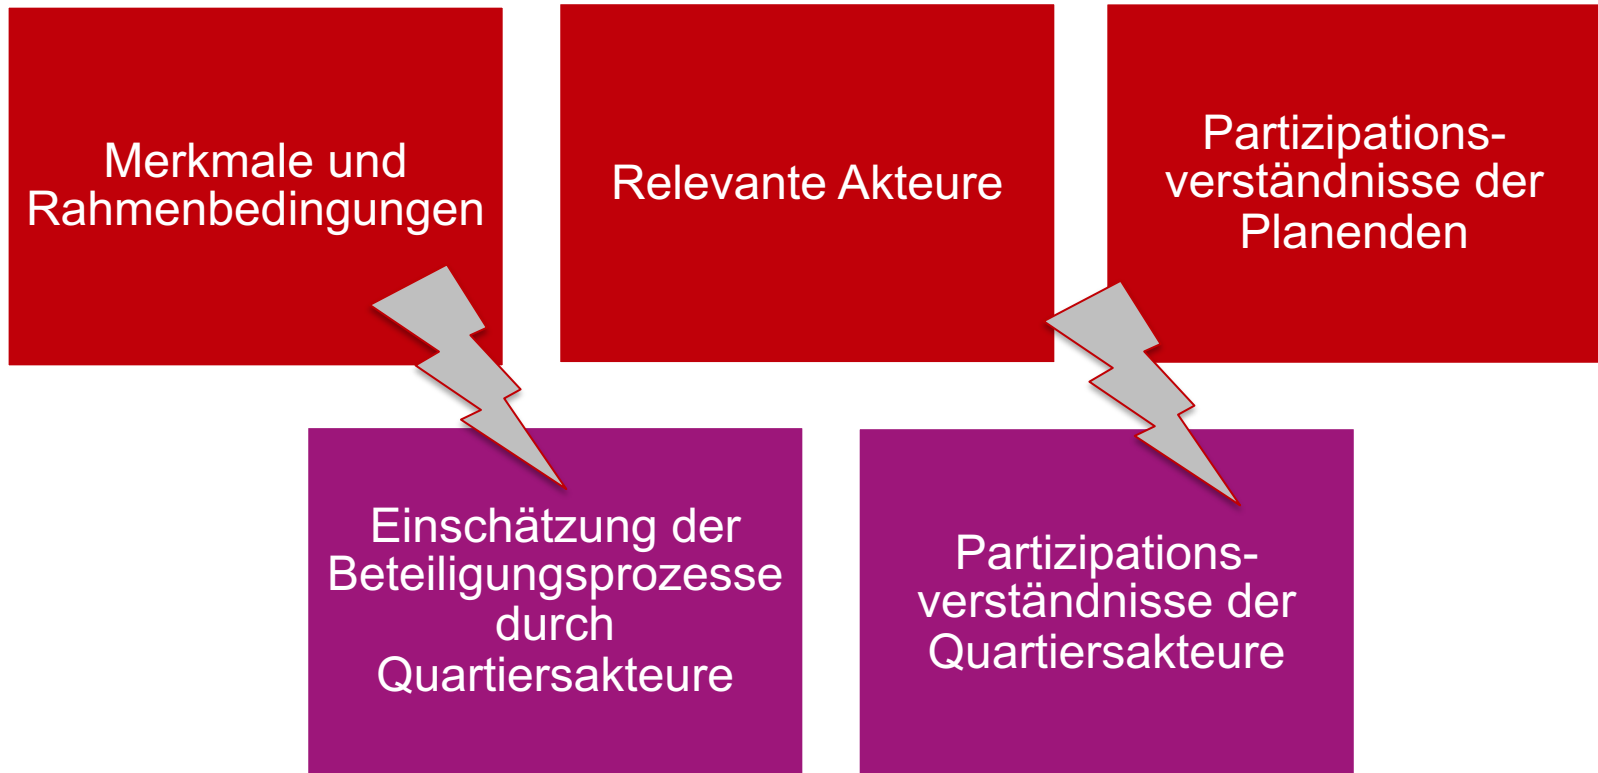 Merkmale und
Rahmenbedingungen
Relevante Akteure
Partizipations-
verständnisse der
Planenden
Einschätzung der
Beteiligungsprozesse
durch
Quartiersakteure
Partizipations-
verständnisse der
Quartiersakteure